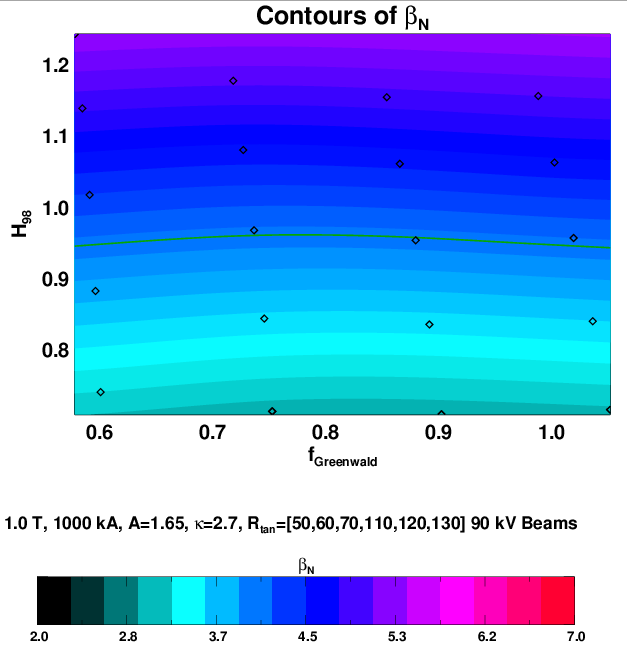 Contours of βN
1.2
1.1
1.0
0.9
0.8
H98
0.6 0.7 0.8 0.9 1.0
fGreenwald
1.0 T, 1000 kA, A=1.65, κ=2.7, Rtan=[50,60,70,110,120,130] 90 kV Beams
βN
2.0 2.8 3.7 4.5 5.3 6.2 7.0